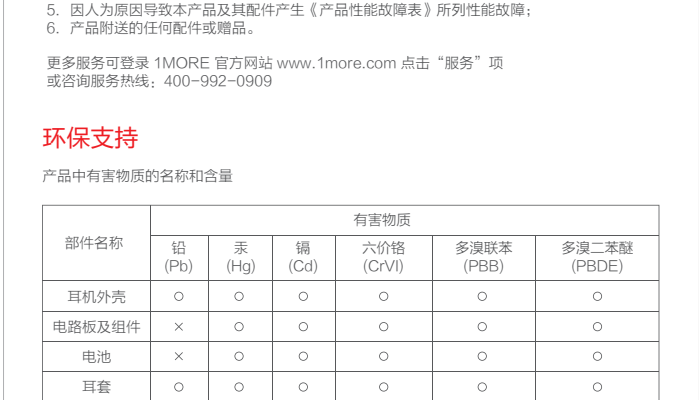 5. 因人为原因导致本产品及其配件产生《产品性能故障表》所列性能故障；
6. 产品附送的任何配件或赠品。
更多服务可登录 1MORE 官方网站 www.1more.com 点击“服务”项
或咨询服务热线：400-992-0909
环保支持
产品中有害物质的名称和含量
部件名称 有害物质
铅 汞 镉 六价铬 多溴联苯 多溴二苯醚
(Pb) (Hg) (Cd) (CrVI) (PBB) (PBDE)
耳机外壳 ○ ○ ○ ○ ○ ○
电路板及组件 × ○ ○ ○ ○ ○
电池 × ○ ○ ○ ○ ○
耳套 ○ ○ ○ ○ ○ ○